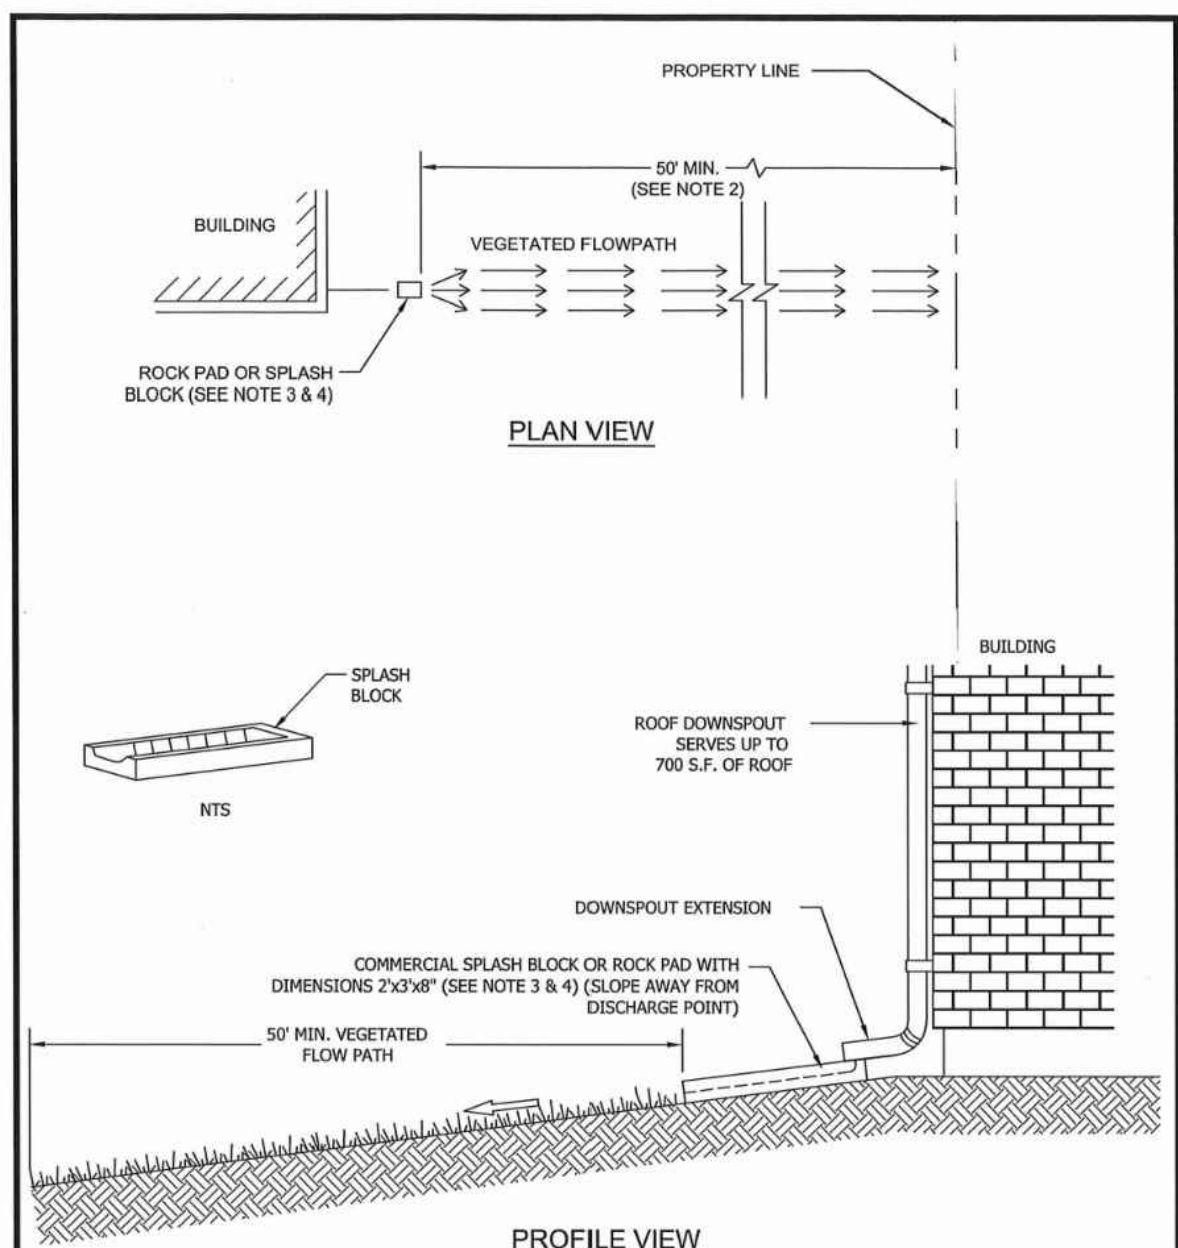 PROPERTY LINE
50' MIN.
(SEE NOTE 2)
BUILDING
VEGETATED FLOWPATH
ROCK PAD OR SPLASH
BLOCK (SEE NOTE 3 & 4)
PLAN VIEW
BUILDING
SPLASH
BLOCK
NTS
ROOF DOWNSPOUT
SERVES UP TO
700 S.F. OF ROOF
DOWNSPOUT EXTENSION
COMMERCIAL SPLASH BLOCK OR ROCK PAD WITH
DIMENSIONS 2'x3'x8" (SEE NOTE 3 & 4) (SLOPE AWAY FROM
DISCHARGE POINT)
50' MIN. VEGETATED
FLOW PATH
PROFILE VIEW